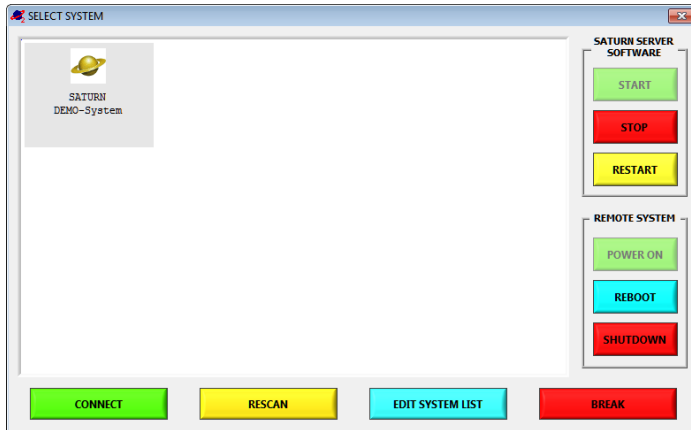 SELECT SYSTEM
SATURN
DEMO-System
SATURN SERVER
SOFTWARE
START
STOP
RESTART
REMOTE SYSTEM
POWER ON
REBOOT
SHUTDOWN
CONNECT
RESCAN
EDIT SYSTEM LIST
BREAK